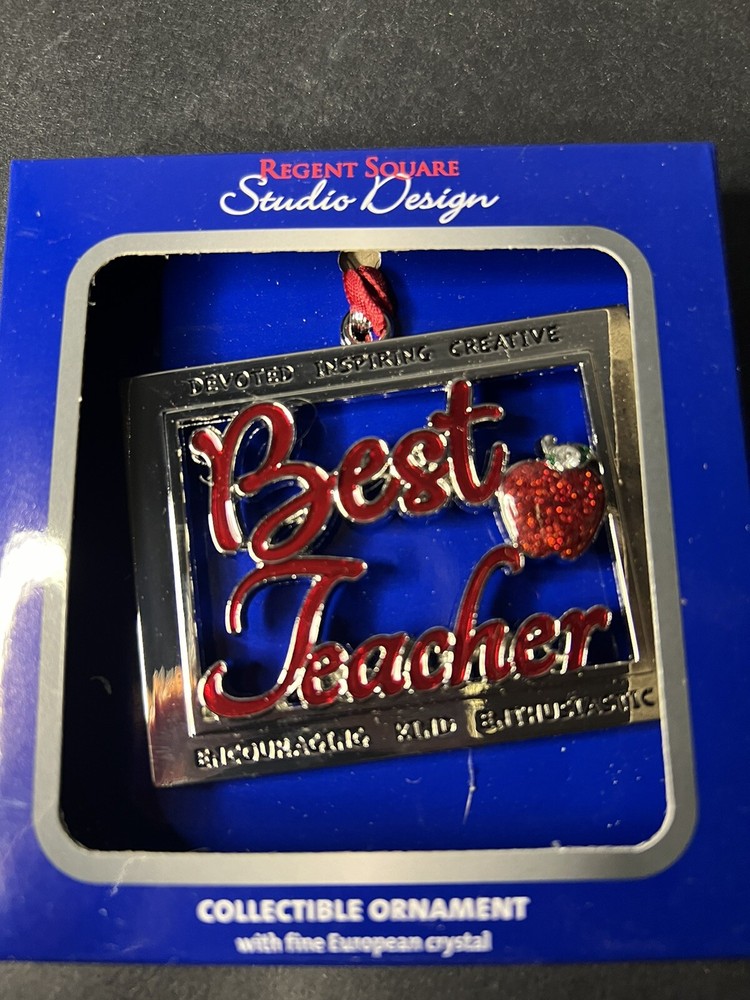 REGENT SQUARE
Studio Design
DEVOTED INSPIRING CREATIVE
Best
Teacher
ENCOURAGING KIND ENTHUSIASTIC
COLLECTIBLE ORNAMENT
with fine European crystal